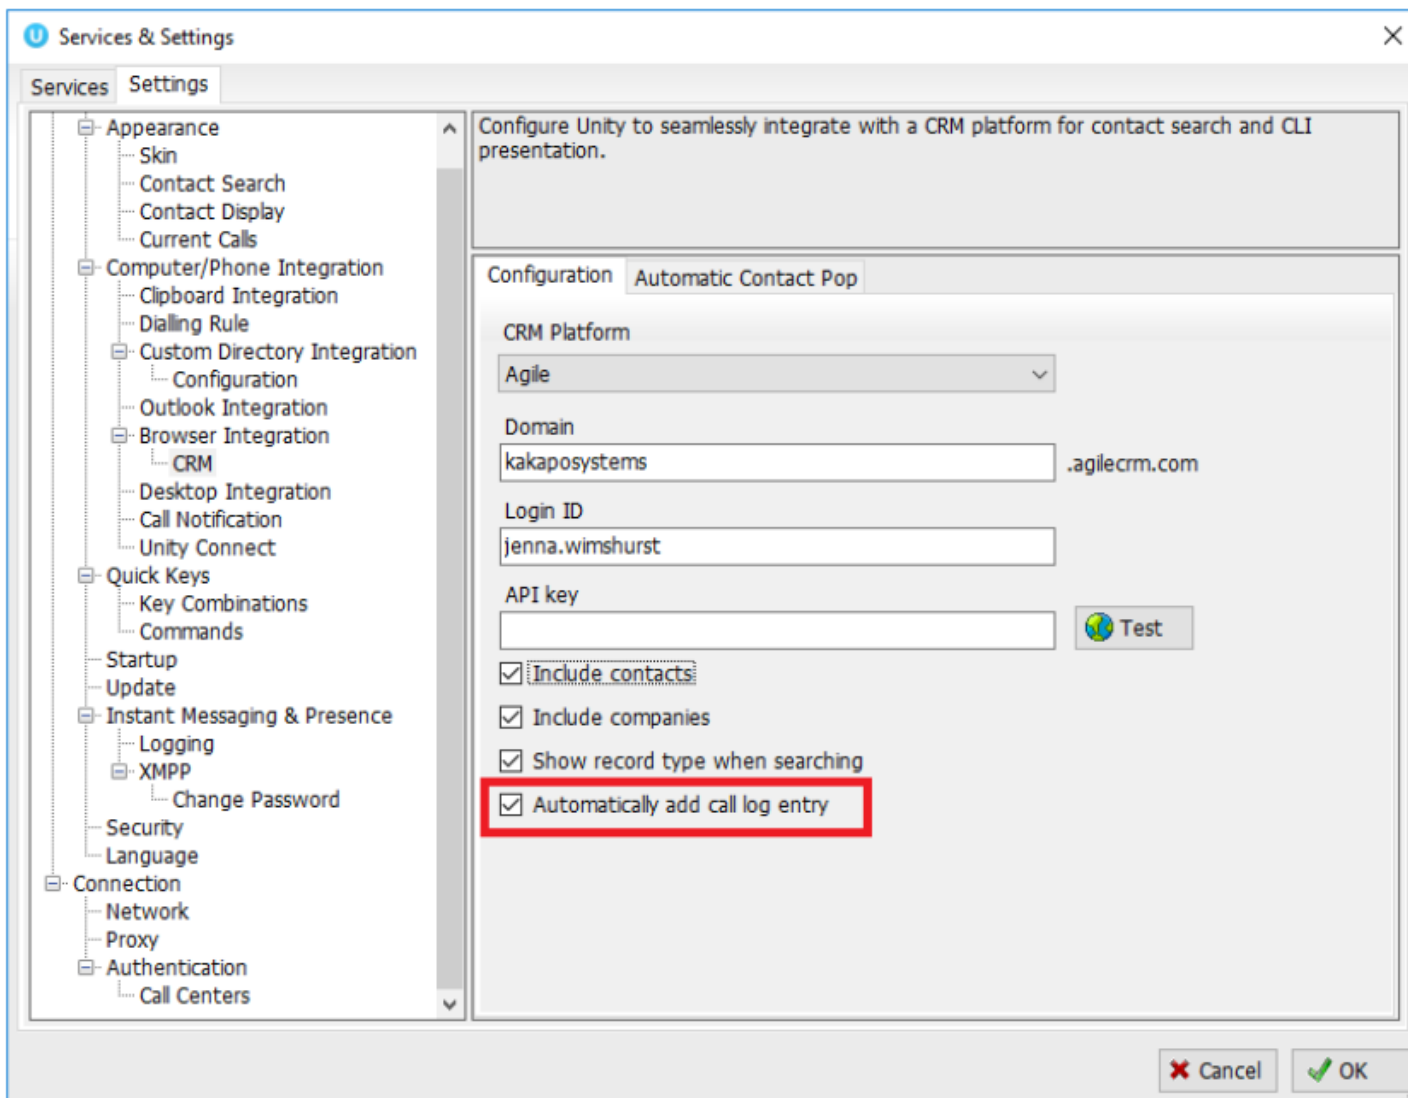 Services & Settings
Services
Settings
Appearance
Skin
Contact Search
Contact Display
Current Calls
Computer/Phone Integration
Clipboard Integration
Dialling Rule
Custom Directory Integration
Configuration
Outlook Integration
Browser Integration
CRM
Desktop Integration
Call Notification
Unity Connect
Quick Keys
Key Combinations
Commands
Startup
Update
Instant Messaging & Presence
Logging
XMPP
Change Password
Security
Language
Connection
Network
Proxy
Authentication
Call Centers
Configure Unity to seamlessly integrate with a CRM platform for contact search and CLI
presentation.
Configuration
Automatic Contact Pop
CRM Platform
Agile
Domain
kakaposystems
.agilecrm.com
Login ID
jenna.wimshurst
API key
Test
Include contacts
Include companies
Show record type when searching
Automatically add call log entry
Cancel
OK